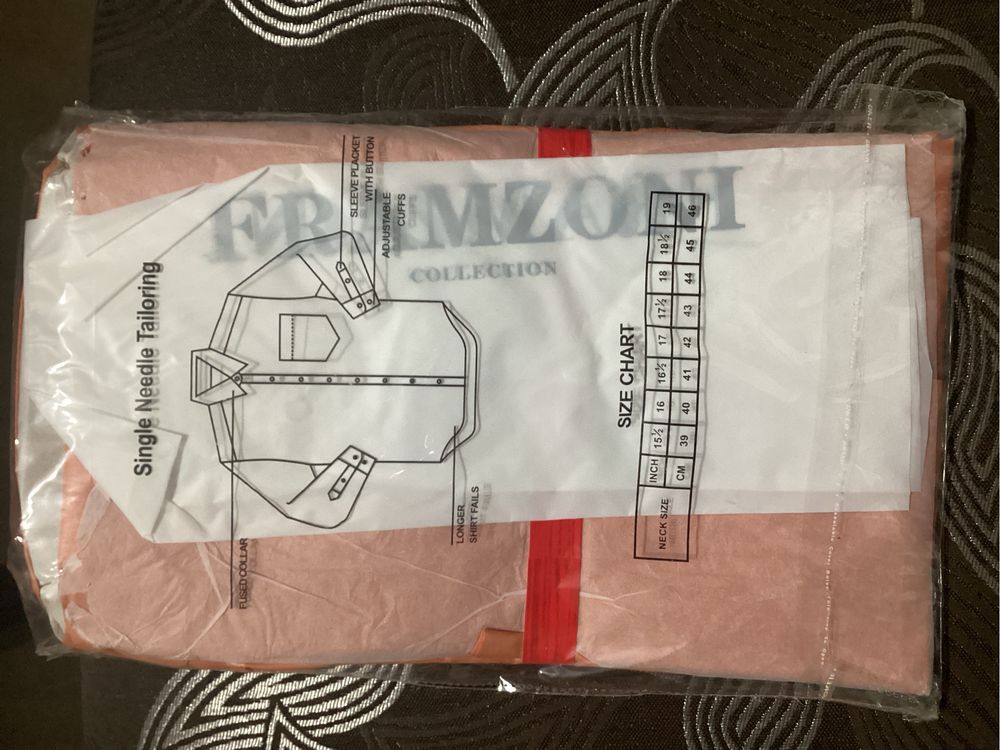 Single Needle Tailoring
SLEEVE PLACKET
WITH BUTTON
ADJUSTABLE
CUFFS
FUSED COLLAR
LONGER
SHIRT FAILS
COLLECTION
SIZE CHART
NECK SIZE
INCH 15½ 16 16½ 17 17½ 18 18½ 19
CM 39 40 41 42 43 44 45 46